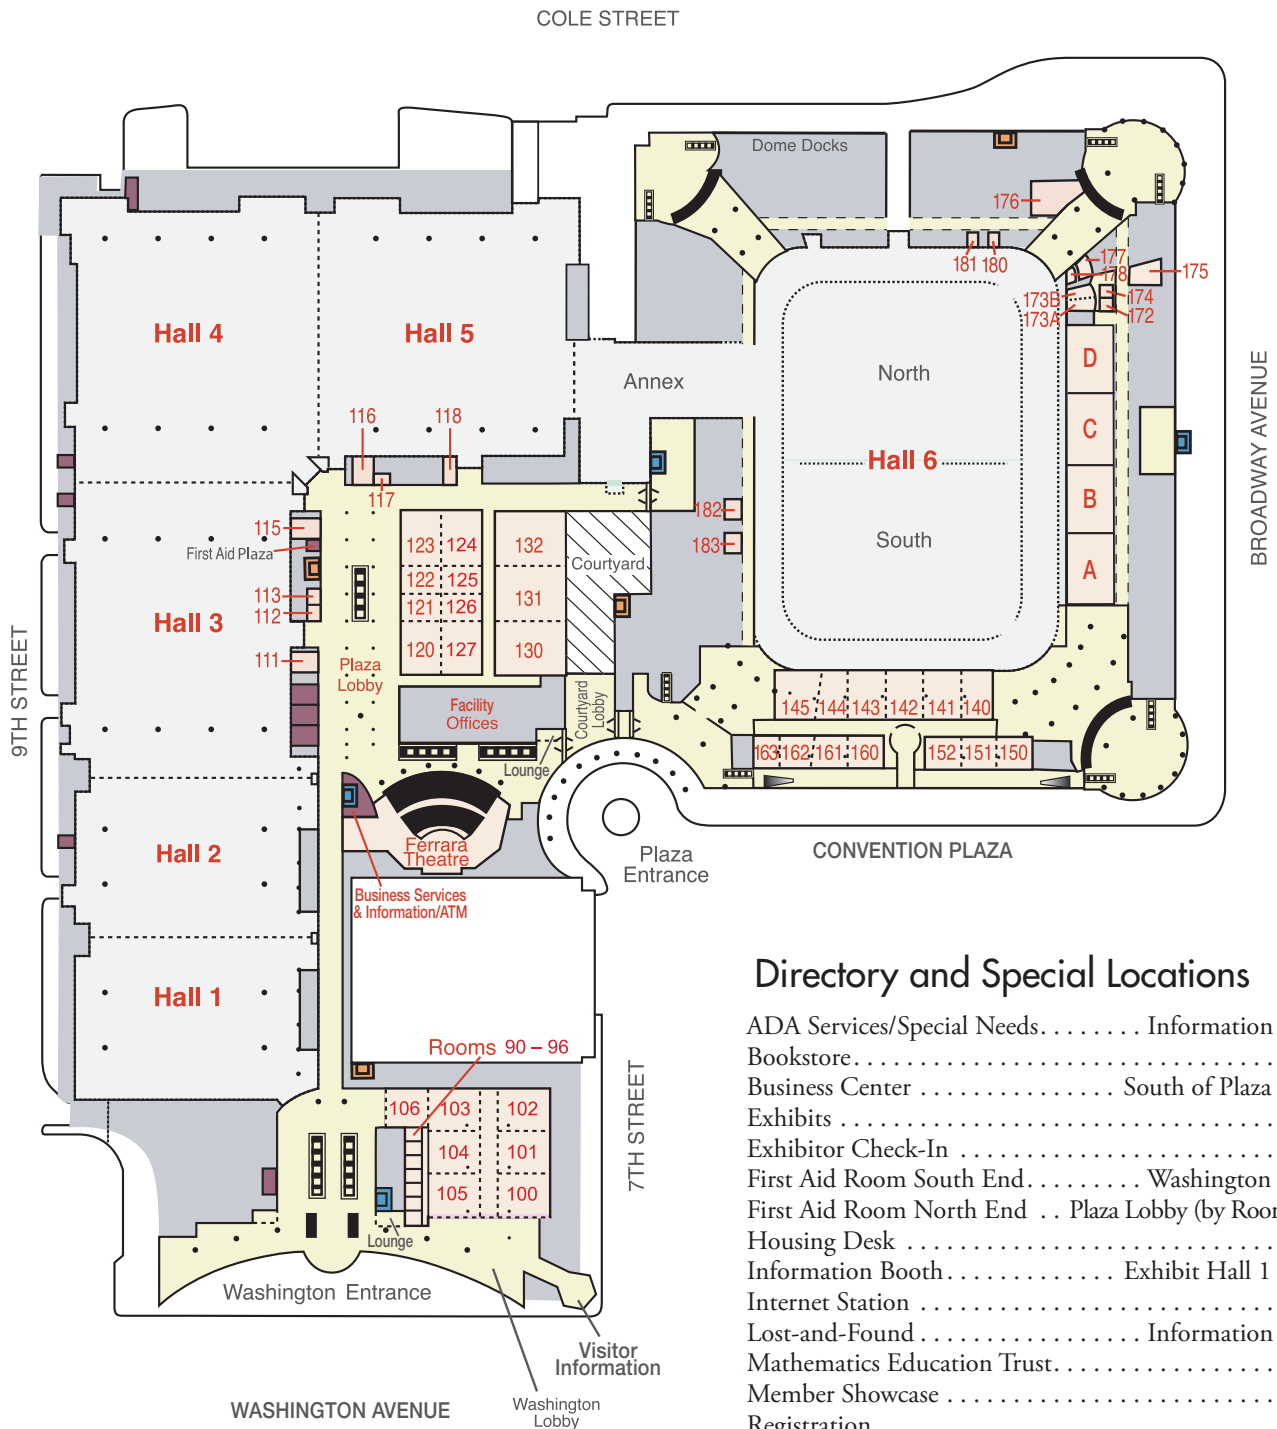 COLE STREET
Dome Docks
176
177
178
175
181 180
173B
174
173A
172
Hall 4
Hall 5
Annex
North
D
BROADWAY AVENUE
116
118
117
C
Hall 6
B
182
183
South
A
115
First Aid Plaza
123
124
132
Courtyard
122
125
113
112
121
126
131
Hall 3
111
120
127
130
9TH STREET
Plaza
Lobby
Facility
Offices
Courtyard
Lobby
Lounge
145
144
143
142
141
140
163
162
161
160
152
151
150
Hall 2
Ferrara
Theatre
Plaza
Entrance
CONVENTION PLAZA
Business Services
& Information/ATM
Hall 1
Rooms 90 – 96
7TH STREET
106
103
102
104
101
105
100
Lounge
Washington Entrance
Visitor
Information
Washington
Lobby
WASHINGTON AVENUE
Directory and Special Locations
ADA Services/Special Needs. . . . . . . . Information
Bookstore. . . . . . . . . . . . . . . . . . . . . . . . . . . .
Business Center . . . . . . . . . . . . . . . South of Plaza
Exhibits . . . . . . . . . . . . . . . . . . . . . . . . . . . . .
Exhibitor Check-In . . . . . . . . . . . . . . . . . . . . .
First Aid Room South End. . . . . . . . . Washington
First Aid Room North End . . Plaza Lobby (by Room
Housing Desk . . . . . . . . . . . . . . . . . . . . . . . . .
Information Booth. . . . . . . . . . . . . Exhibit Hall 1
Internet Station . . . . . . . . . . . . . . . . . . . . . . . .
Lost-and-Found . . . . . . . . . . . . . . . . . Information
Mathematics Education Trust. . . . . . . . . . . . . . .
Member Showcase . . . . . . . . . . . . . . . . . . . . . .
Registration